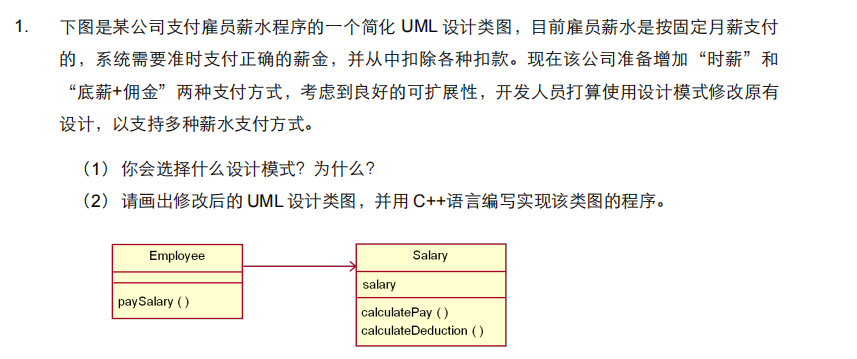 1. 下图是某公司支付雇员薪水程序的一个简化 UML 设计类图，目前雇员薪水是按固定月薪支付
的，系统需要准时支付正确的薪金，并从中扣除各种扣款。现在该公司准备增加“时薪”和
“底薪+佣金”两种支付方式，考虑到良好的可扩展性，开发人员打算使用设计模式修改原有
设计，以支持多种薪水支付方式。
（1） 你会选择什么设计模式？为什么？
（2） 请画出修改后的 UML 设计类图，并用 C++语言编写实现该类图的程序。
Employee
paySalary ( )
Salary
salary
calculatePay ( )
calculateDeduction ( )